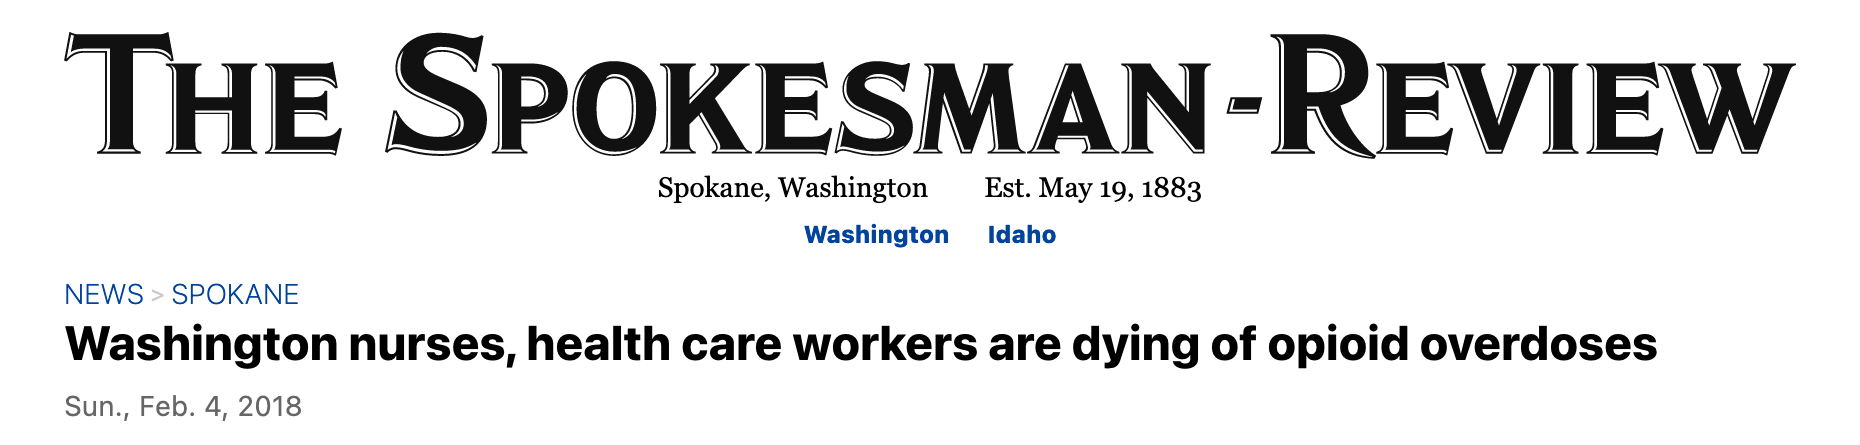 THE SPOKESMAN-REVIEW
Spokane, Washington Est. May 19, 1883
Washington Idaho
NEWS > SPOKANE
Washington nurses, health care workers are dying of opioid overdoses
Sun., Feb. 4, 2018